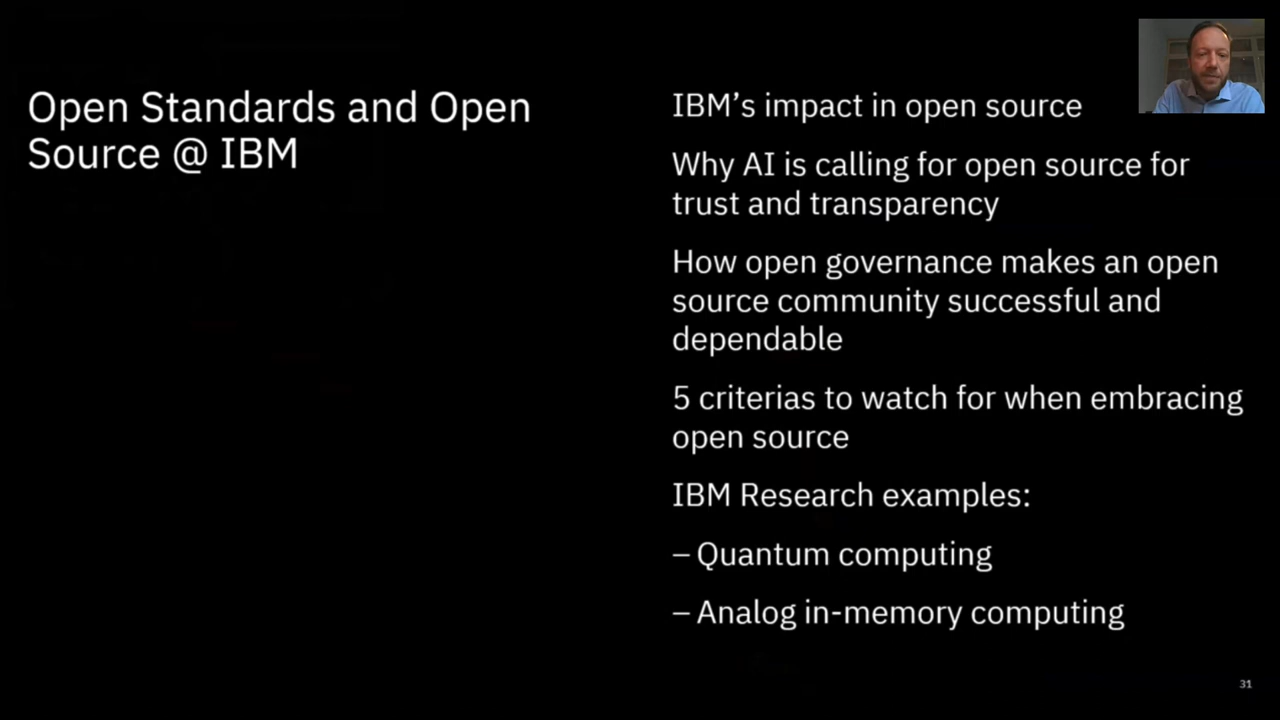 Open Standards and Open
Source @ IBM
IBM’s impact in open source
Why AI is calling for open source for
trust and transparency
How open governance makes an open
source community successful and
dependable
5 criterias to watch for when embracing
open source
IBM Research examples:
– Quantum computing
– Analog in-memory computing
31